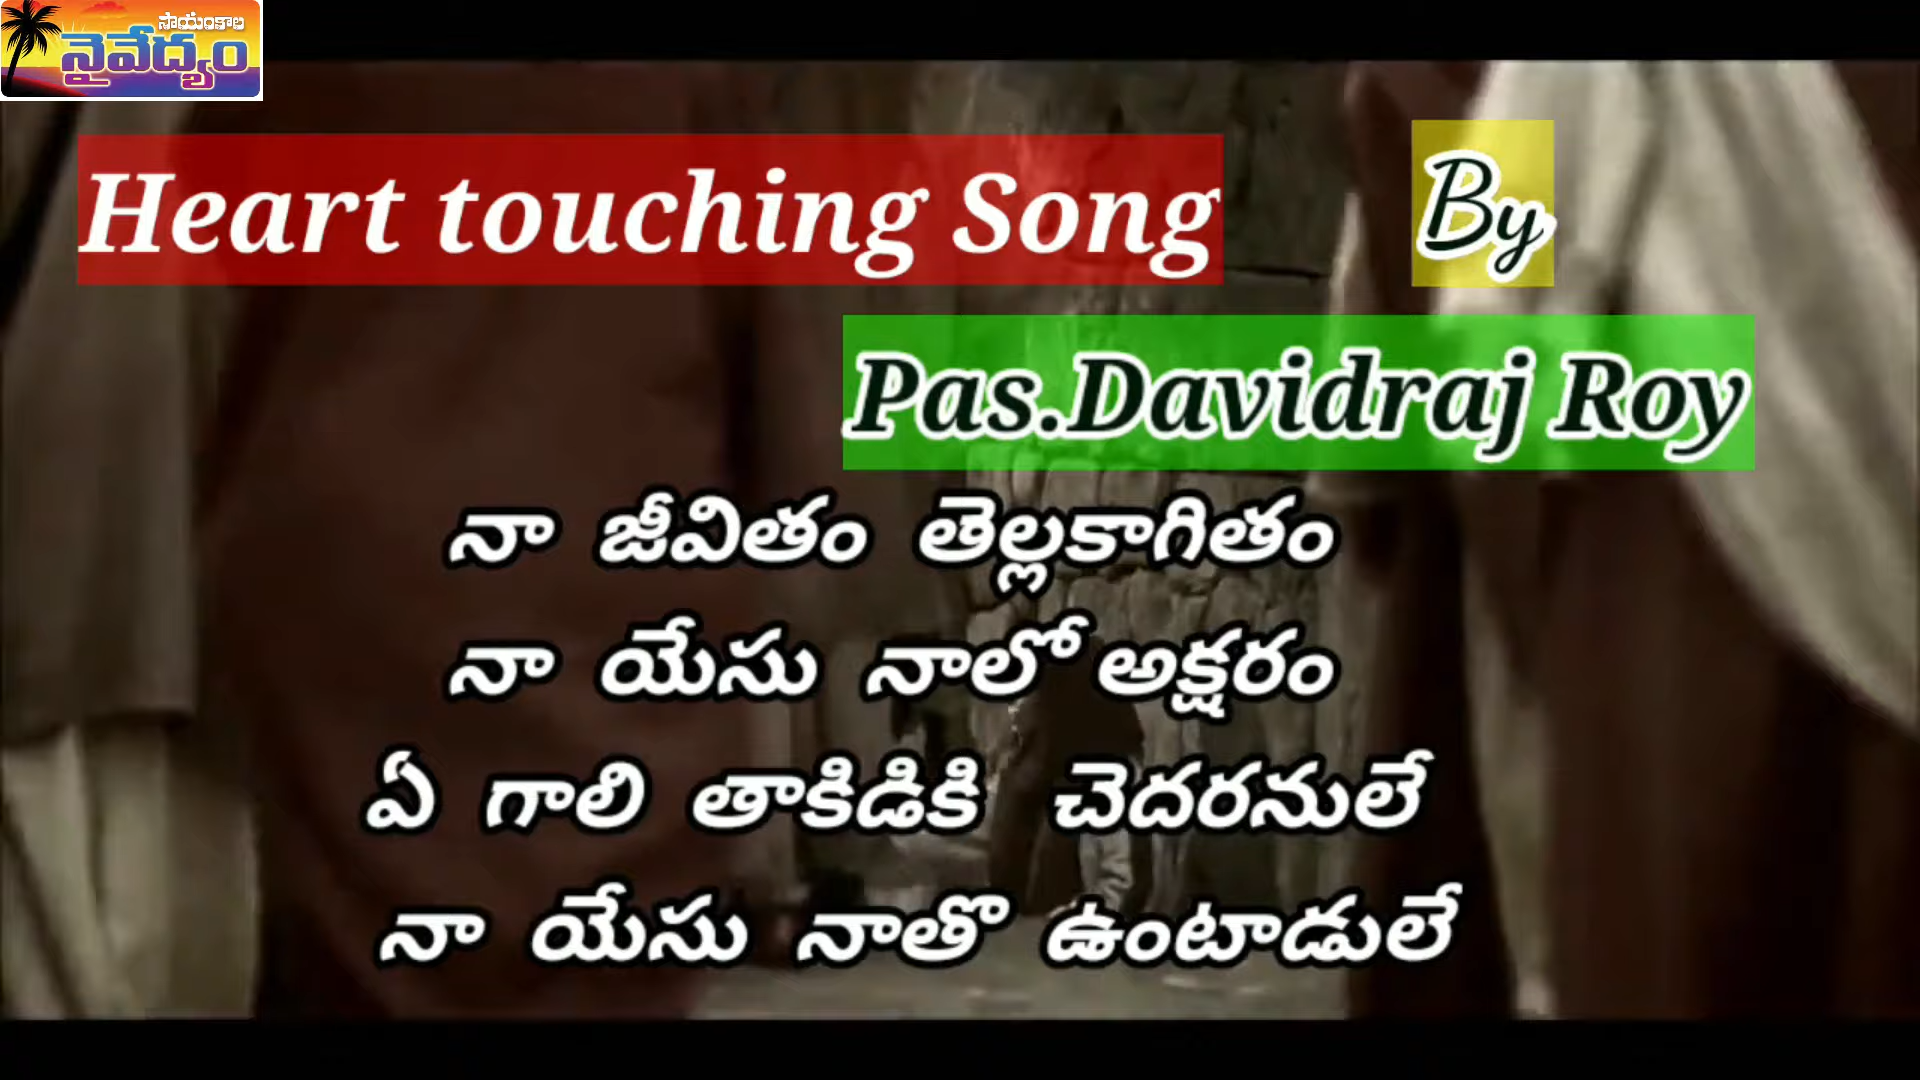 సాయంకాల
నైవేద్యం
Heart touching Song By
Pas.Davidraj Roy
నా జీవితం తెల్లకాగితం
నా యేసు నాలో అక్షరం
ఏ గాలి తాకిడికి చెదరనులే
నా యేసు నాతొ ఉంటాడులే